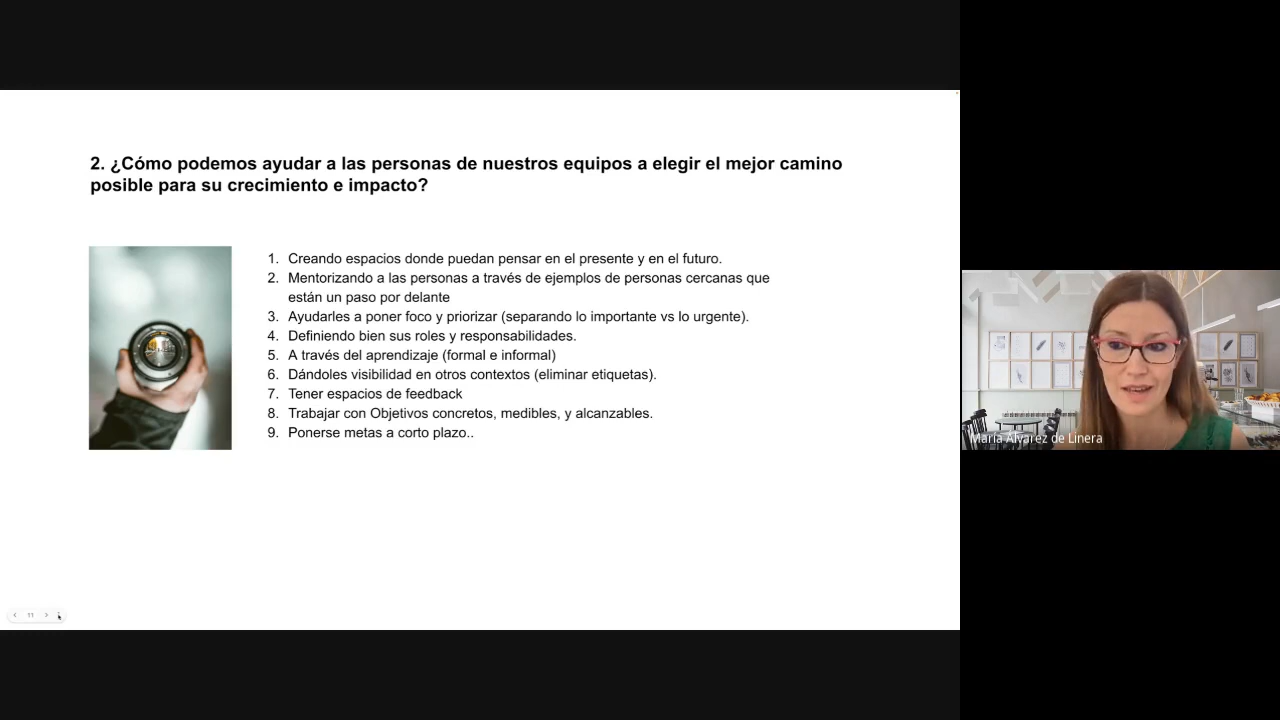 2. ¿Cómo podemos ayudar a las personas de nuestros equipos a elegir el mejor camino
posible para su crecimiento e impacto?
1. Creando espacios donde puedan pensar en el presente y en el futuro.
2. Mentorizando a las personas a través de ejemplos de personas cercanas que
están un paso por delante
3. Ayudarles a poner foco y priorizar (separando lo importante vs lo urgente).
4. Definiendo bien sus roles y responsabilidades.
5. A través del aprendizaje (formal e informal)
6. Dándoles visibilidad en otros contextos (eliminar etiquetas).
7. Tener espacios de feedback
8. Trabajar con Objetivos concretos, medibles, y alcanzables.
9. Ponerse metas a corto plazo..
María Álvarez de Linera
11